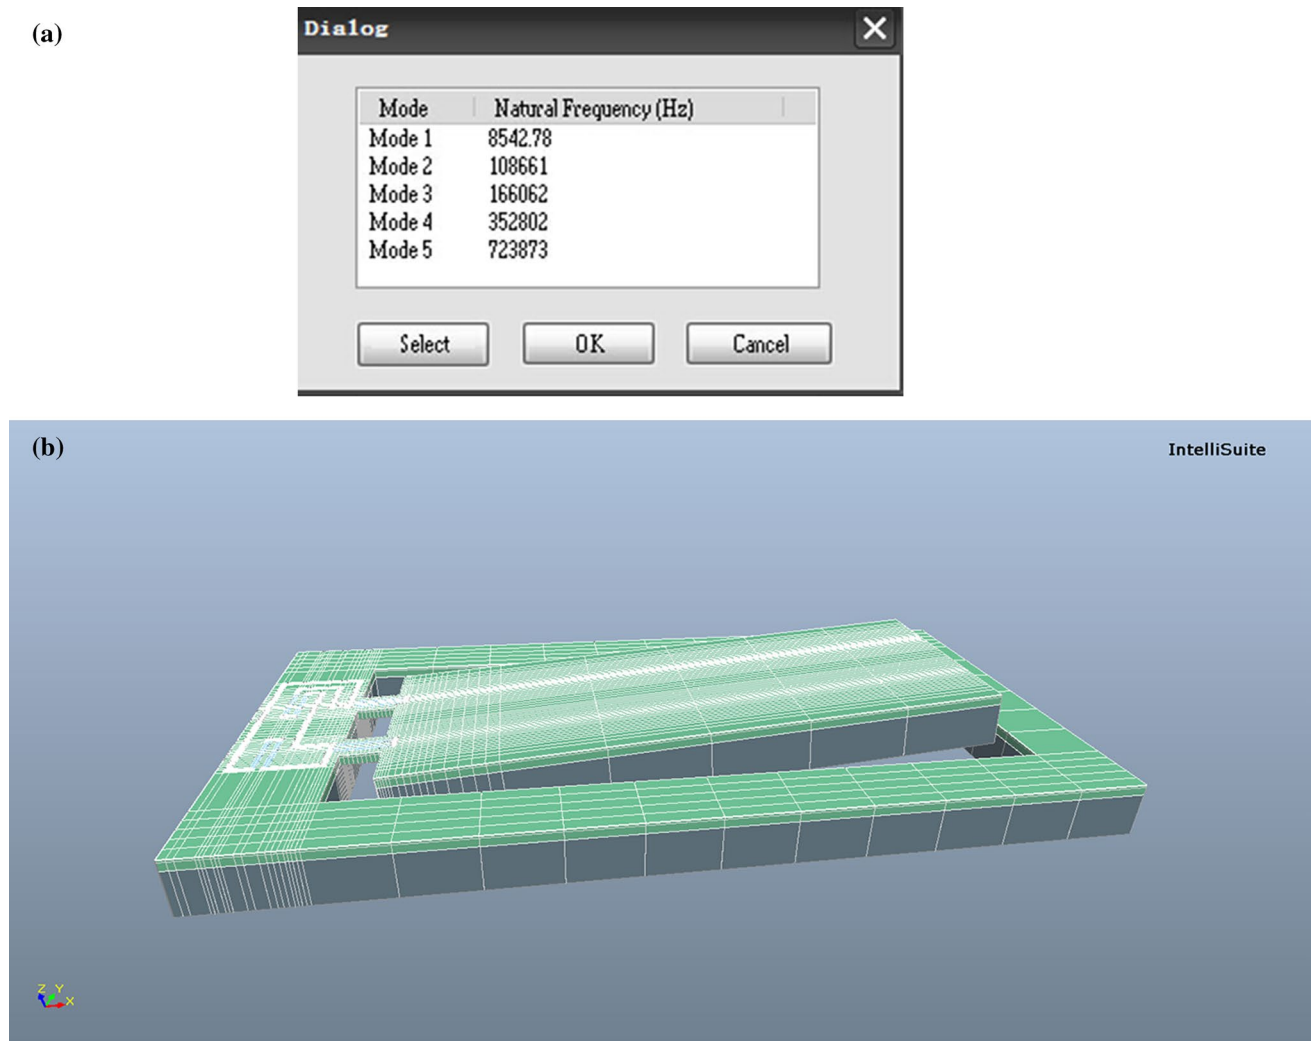 (a)
Dialog
Mode Natural Frequency (Hz)
Mode 1 8542.78
Mode 2 108661
Mode 3 166062
Mode 4 352802
Mode 5 723873
Select OK Cancel
(b)
IntelliSuite
Z Y X